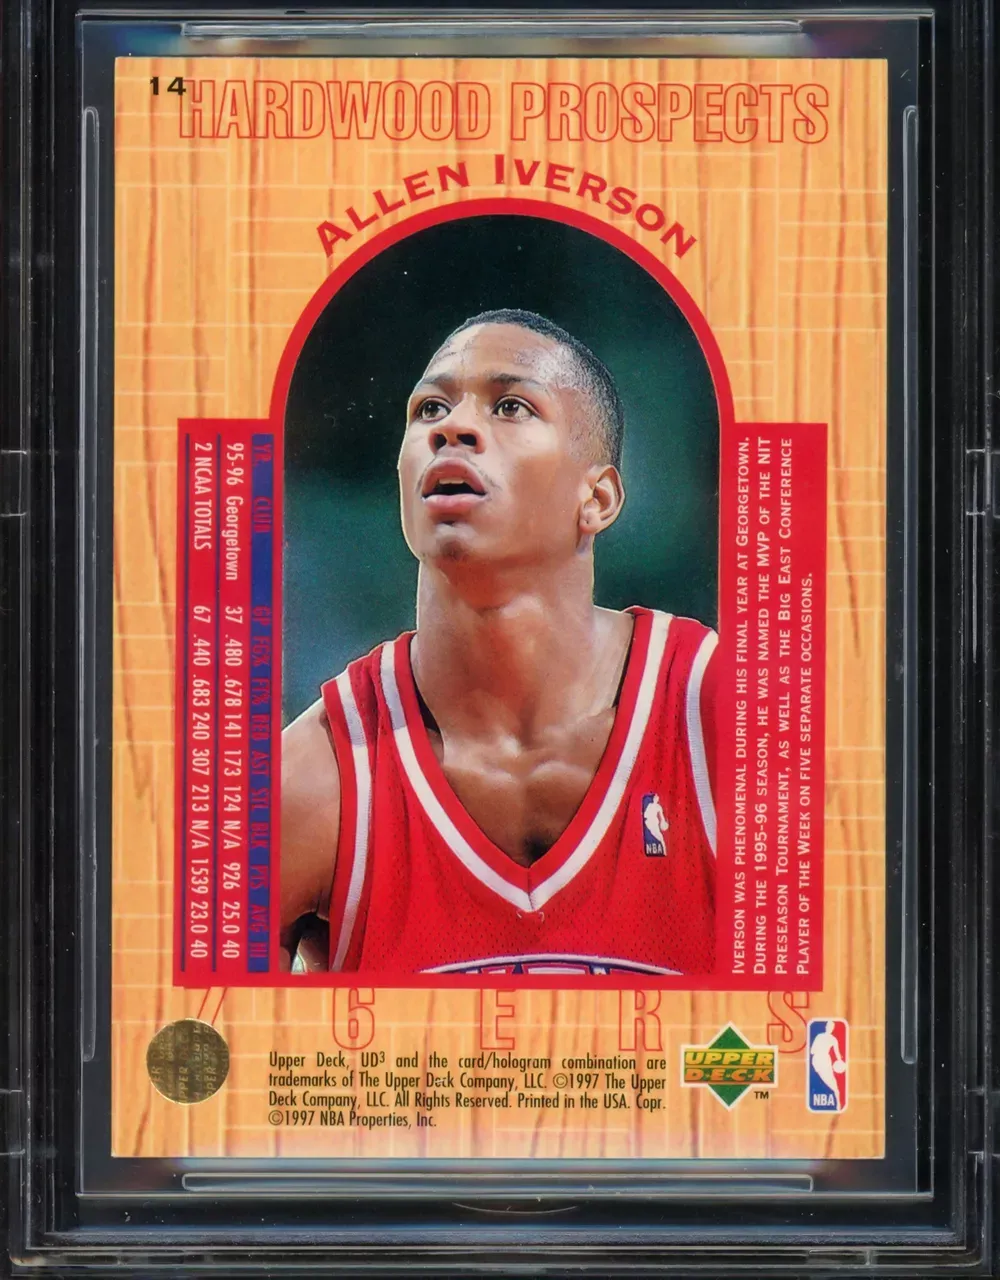 14
HARDWOOD PROSPECTS
ALLEN IVERSON
YR. CLUB GP FG% FT% REB AST STL BLK PTS AVG HI
95-96 Georgetown 37 .480 .678 141 173 124 N/A 926 25.0 40
2 NCAA TOTALS 67 .440 .683 240 307 213 N/A 1539 23.0 40
IVERSON WAS PHENOMENAL DURING HIS FINAL YEAR AT GEORGETOWN.
DURING THE 1995-96 SEASON, HE WAS NAMED THE MVP OF THE NIT
PRESEASON TOURNAMENT, AS WELL AS THE BIG EAST CONFERENCE
PLAYER OF THE WEEK ON FIVE SEPARATE OCCASIONS.
NBA
76ERS
Upper Deck, UD³ and the card/hologram combination are
trademarks of The Upper Deck Company, LLC. ©1997 The Upper
Deck Company, LLC. All Rights Reserved. Printed in the USA. Copr.
©1997 NBA Properties, Inc.
UPPER
DECK
TM
NBA